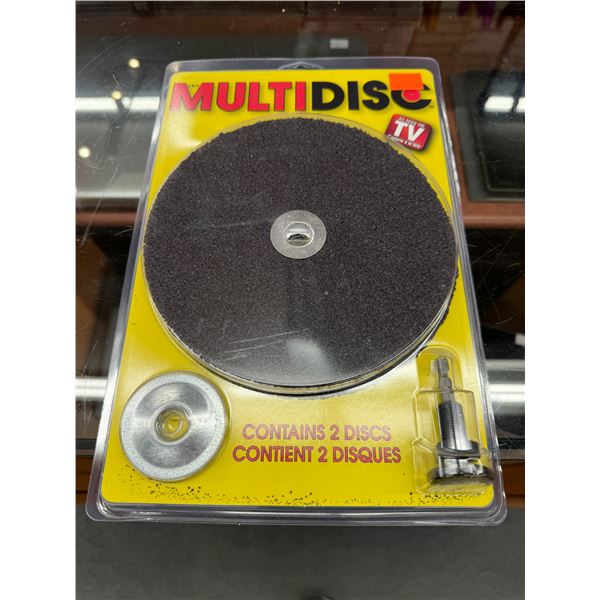 MULTIDISC
AS SEEN ON
TV
CONTAINS 2 DISCS
CONTIENT 2 DISQUES